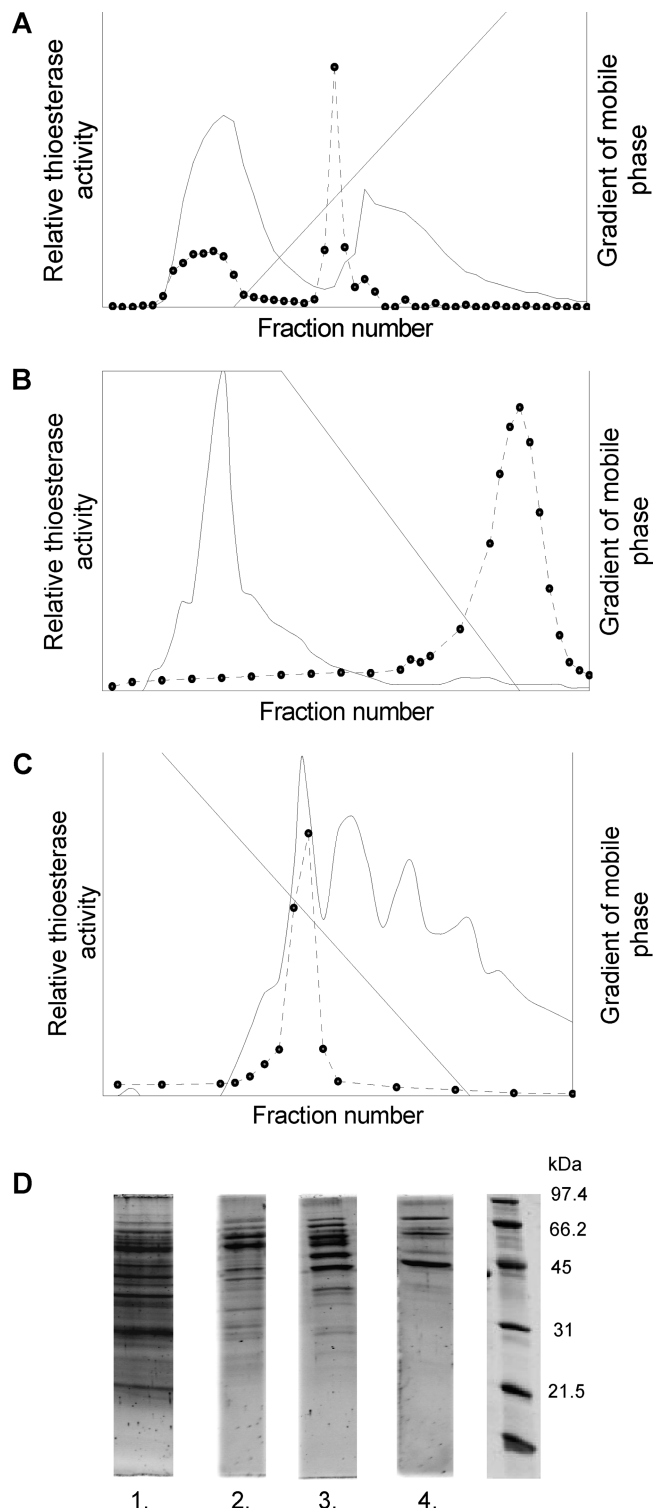 A
Relative thioesterase
activity
Gradient of mobile
phase
Fraction number
B
Relative thioesterase
activity
Gradient of mobile
phase
Fraction number
C
Relative thioesterase
activity
Gradient of mobile
phase
Fraction number
D
kDa
97.4
66.2
45
31
21.5
1. 2. 3. 4.